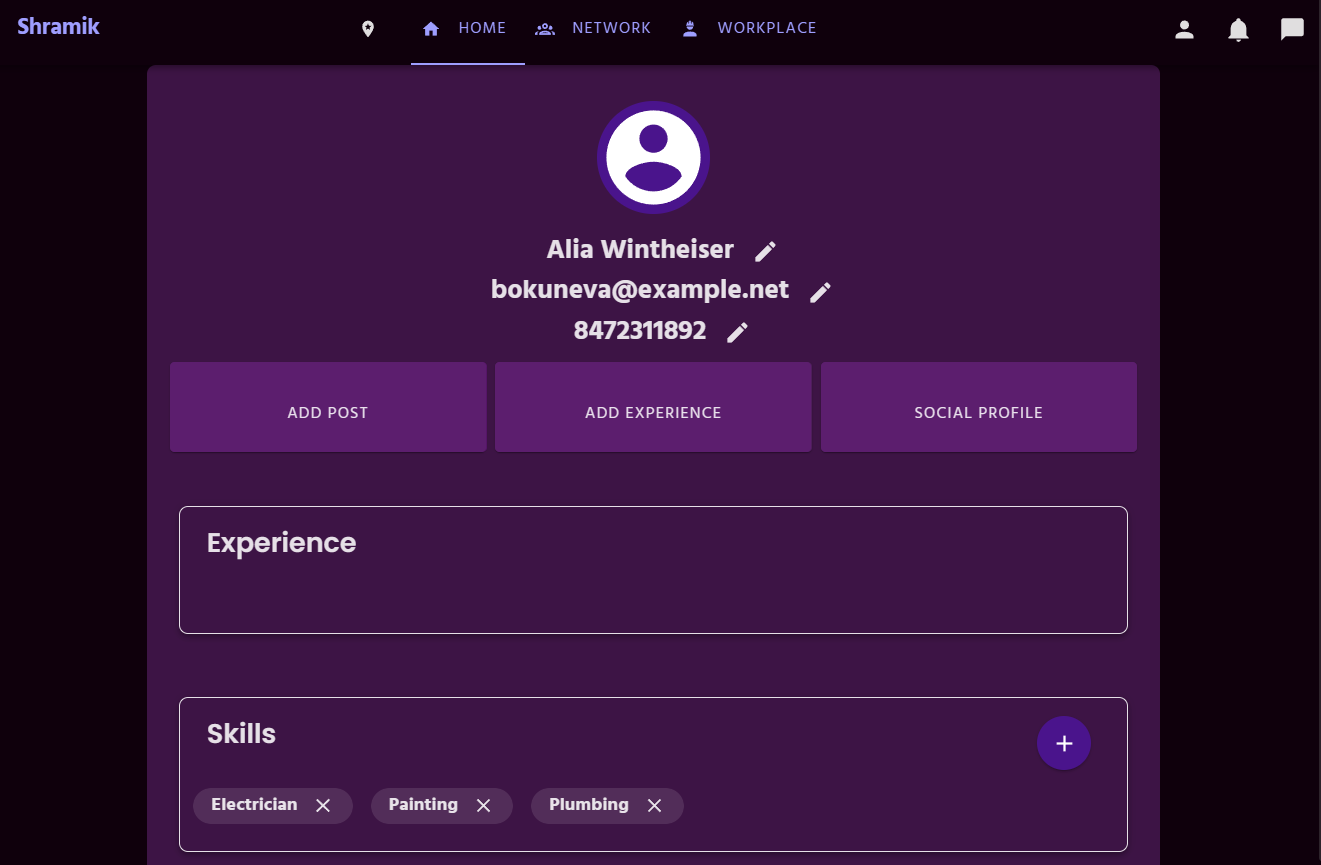 Shramik
HOME NETWORK WORKPLACE
Alia Wintheiser
bokuneva@example.net
8472311892
ADD POST ADD EXPERIENCE SOCIAL PROFILE
Experience
Skills
Electrician Painting Plumbing